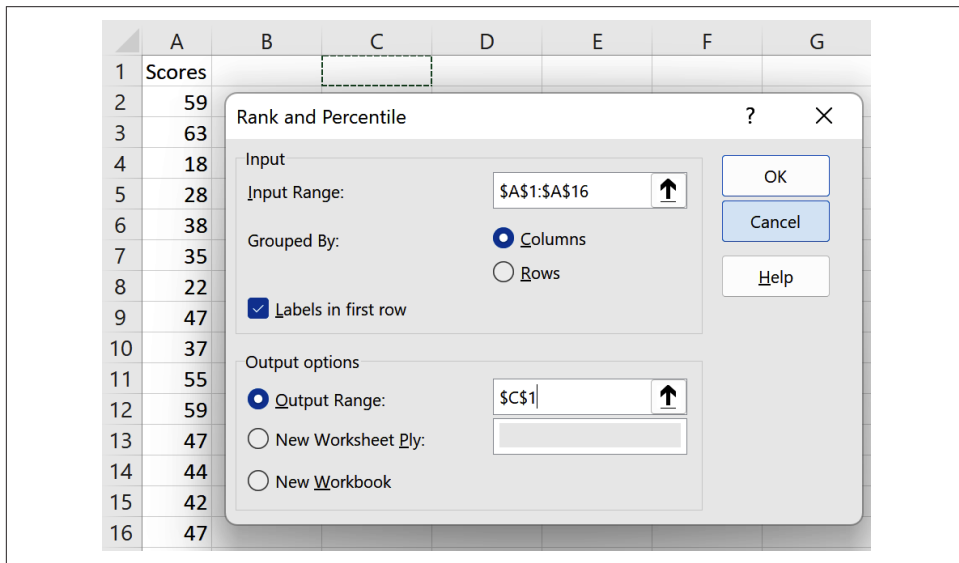 A B C D E F G
1 Scores
2 59
Rank and Percentile ? X
3 63
Input
4 18
OK
Input Range: $A$1:$A$16
5 28
6 38
Cancel
Grouped By: Columns
7 35
Rows
8 22
Help
9 47
Labels in first row
10 37
Output options
11 55
Output Range: $C$1
12 59
13 47
New Worksheet Ply:
14 44
15 42
New Workbook
16 47